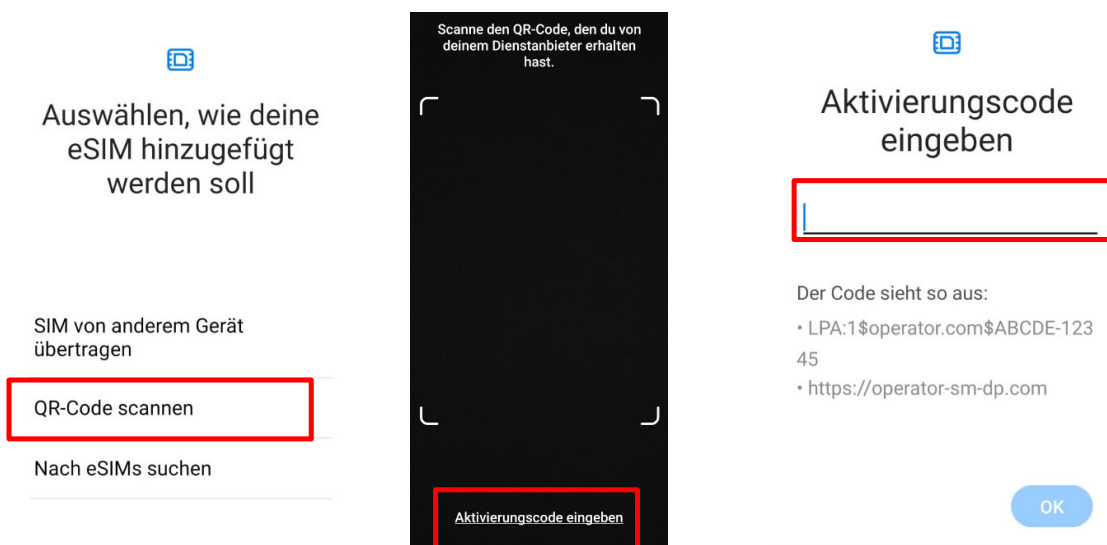 Auswählen, wie deine
eSIM hinzugefügt
werden soll
SIM von anderem Gerät
übertragen
QR-Code scannen
Nach eSIMs suchen
Scanne den QR-Code, den du von
deinem Dienstanbieter erhalten
hast.
Aktivierungscode eingeben
Aktivierungscode
eingeben
Der Code sieht so aus:
• LPA:1$operator.com$ABCDE-123
45
• https://operator-sm-dp.com
OK